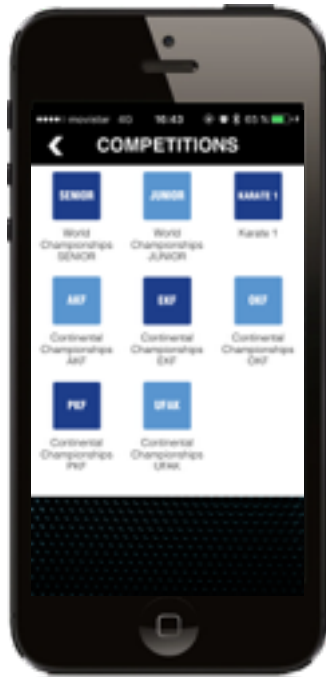 movistar 4G 16:43 65 %
COMPETITIONS
SENIOR JUNIOR KARATE 1
World Championships SENIOR
World Championships JUNIOR
Karate 1
AKF EKF OKF
Continental Championships AKF
Continental Championships EKF
Continental Championships OKF
PKF UFAK
Continental Championships PKF
Continental Championships UFAK